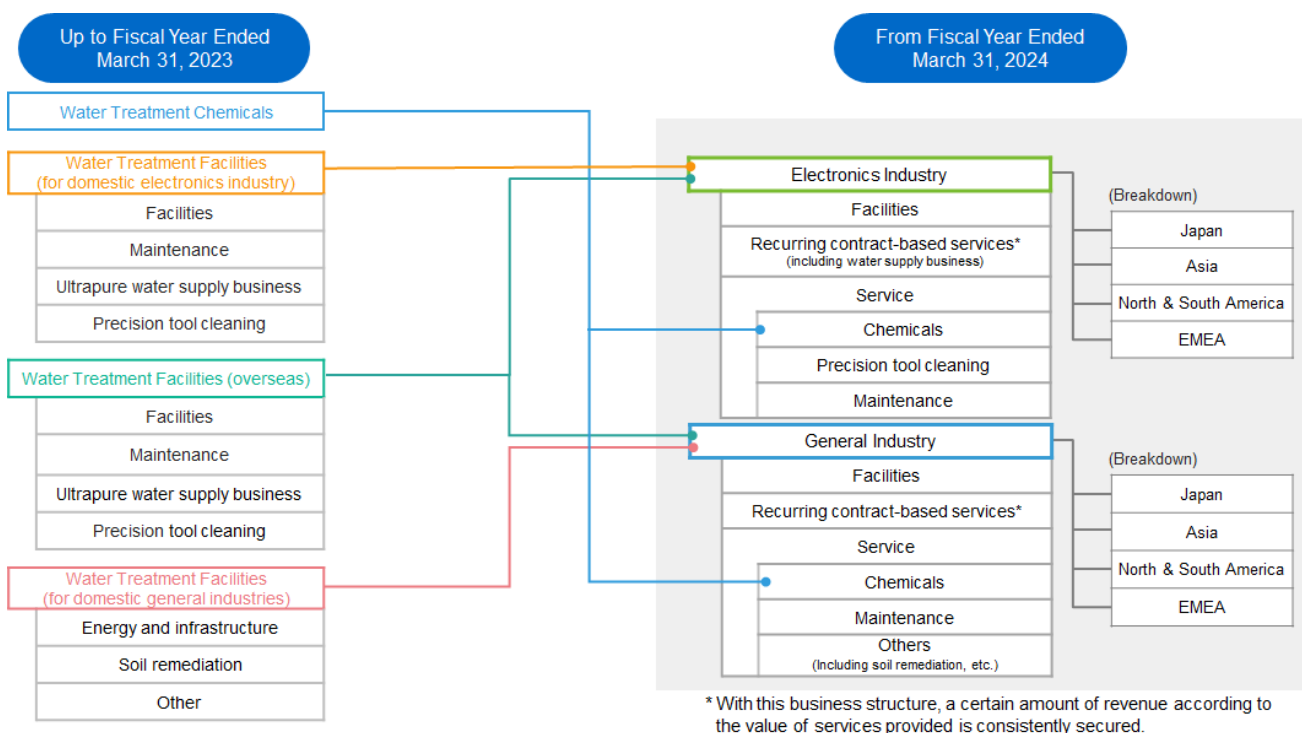 Up to Fiscal Year Ended
March 31, 2023
Water Treatment Chemicals
Water Treatment Facilities
(for domestic electronics industry)
Facilities
Maintenance
Ultrapure water supply business
Precision tool cleaning
Water Treatment Facilities (overseas)
Facilities
Maintenance
Ultrapure water supply business
Precision tool cleaning
Water Treatment Facilities
(for domestic general industries)
Energy and infrastructure
Soil remediation
Other
From Fiscal Year Ended
March 31, 2024
Electronics Industry
Facilities
Recurring contract-based services*
(including water supply business)
Service
Chemicals
Precision tool cleaning
Maintenance
(Breakdown)
Japan
Asia
North & South America
EMEA
General Industry
Facilities
Recurring contract-based services*
Service
Chemicals
Maintenance
Others
(Including soil remediation, etc.)
(Breakdown)
Japan
Asia
North & South America
EMEA
* With this business structure, a certain amount of revenue according to
the value of services provided is consistently secured.